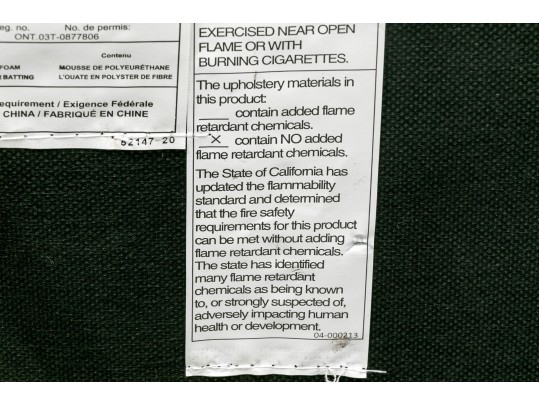 eg. no. No. de permis:
ONT.03T-0877806
Contenu
FOAM MOUSSE DE POLYEURÉTHANE
BATTING L'OUATE EN POLYSTER DE FIBRE
equirement / Exigence Fédérale
CHINA / FABRIQUÉ EN CHINE
52147-20
EXERCISED NEAR OPEN
FLAME OR WITH
BURNING CIGARETTES.
The upholstery materials in
this product:
____ contain added flame
retardant chemicals.
__X__ contain NO added
flame retardant chemicals.
The State of California has
updated the flammability
standard and determined
that the fire safety
requirements for this product
can be met without adding
flame retardant chemicals.
The state has identified
many flame retardant
chemicals as being known
to, or strongly suspected of,
adversely impacting human
health or development.
04-000213